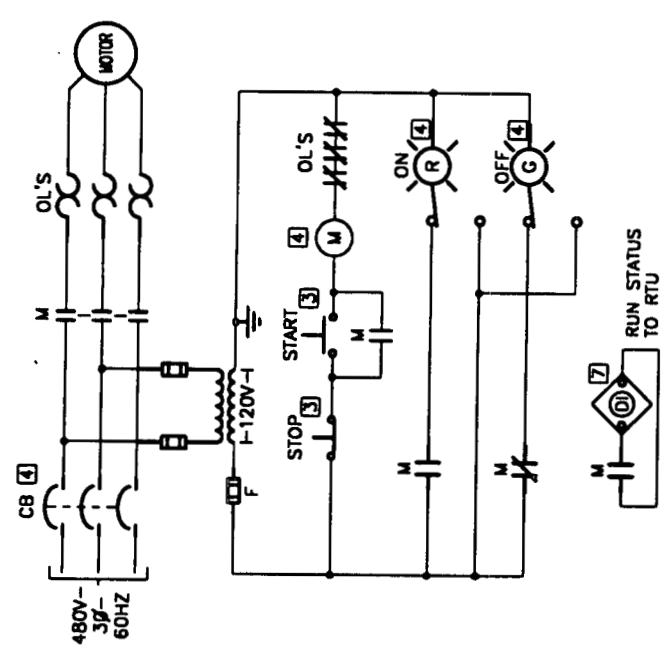 480V
3Ø
60HZ
CB 4
M
OL'S
MOTOR
120V
F
STOP 3
START 3
M
M 4
OL'S
M
ON
R 4
M
OFF
G 4
M
DI 7
RUN STATUS
TO RTU